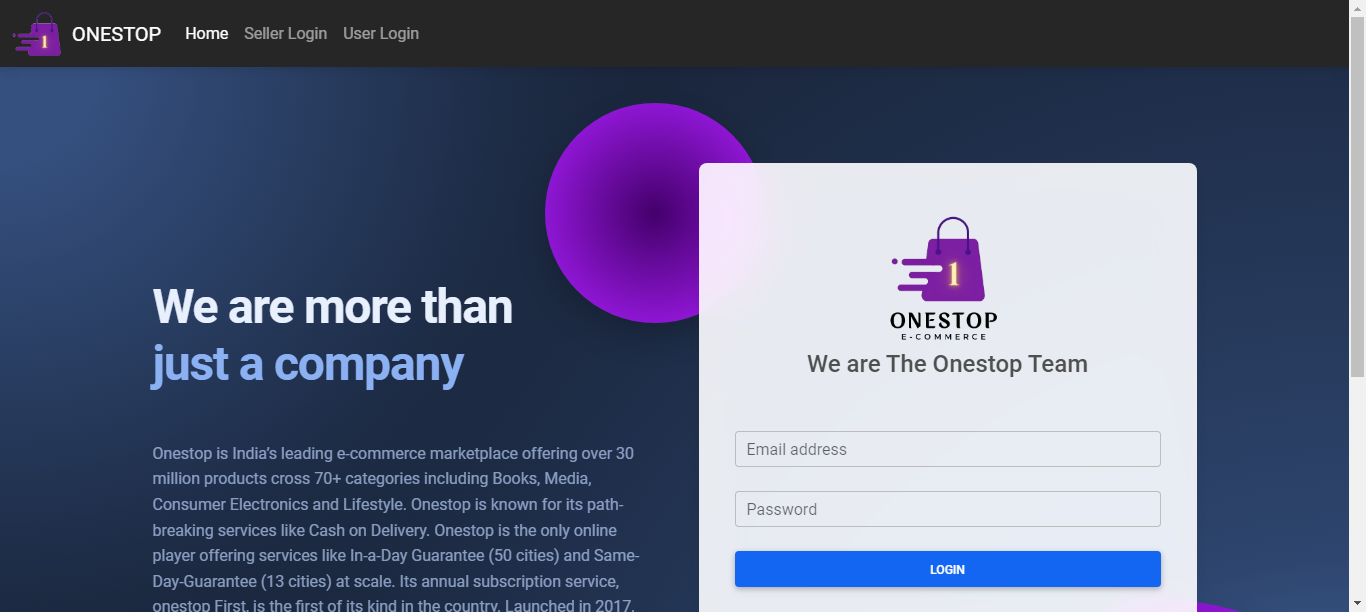 1
ONESTOP
Home
Seller Login
User Login
We are more than
just a company
Onestop is India's leading e-commerce marketplace offering over 30
million products cross 70+ categories including Books, Media,
Consumer Electronics and Lifestyle. Onestop is known for its path-
breaking services like Cash on Delivery. Onestop is the only online
player offering services like In-a-Day Guarantee (50 cities) and Same-
Day-Guarantee (13 cities) at scale. Its annual subscription service,
onestop First, is the first of its kind in the country. Launched in 2017,
1
ONESTOP
E-COMMERCE
We are The Onestop Team
Email address
Password
LOGIN